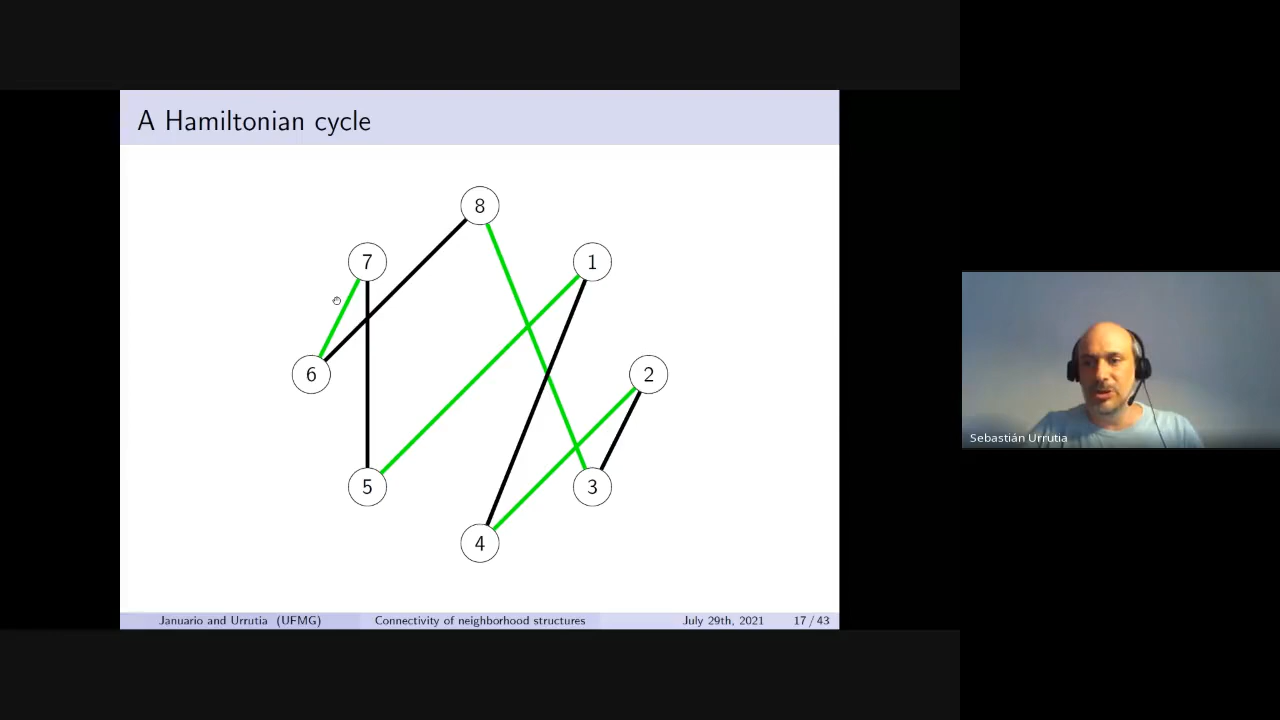 A Hamiltonian cycle
8
7
1
6
2
5
3
4
Januario and Urrutia (UFMG) Connectivity of neighborhood structures July 29th, 2021 17 / 43
Sebastián Urrutia